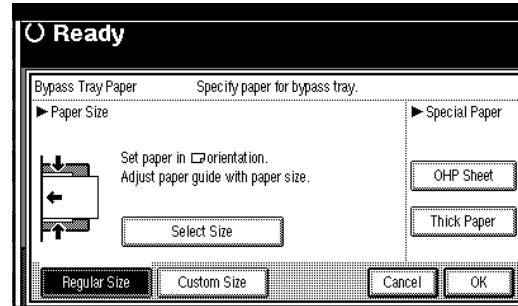 Ready
Bypass Tray Paper Specify paper for bypass tray.
► Paper Size
► Special Paper
Set paper in orientation.
Adjust paper guide with paper size.
OHP Sheet
Select Size
Thick Paper
Regular Size Custom Size Cancel OK